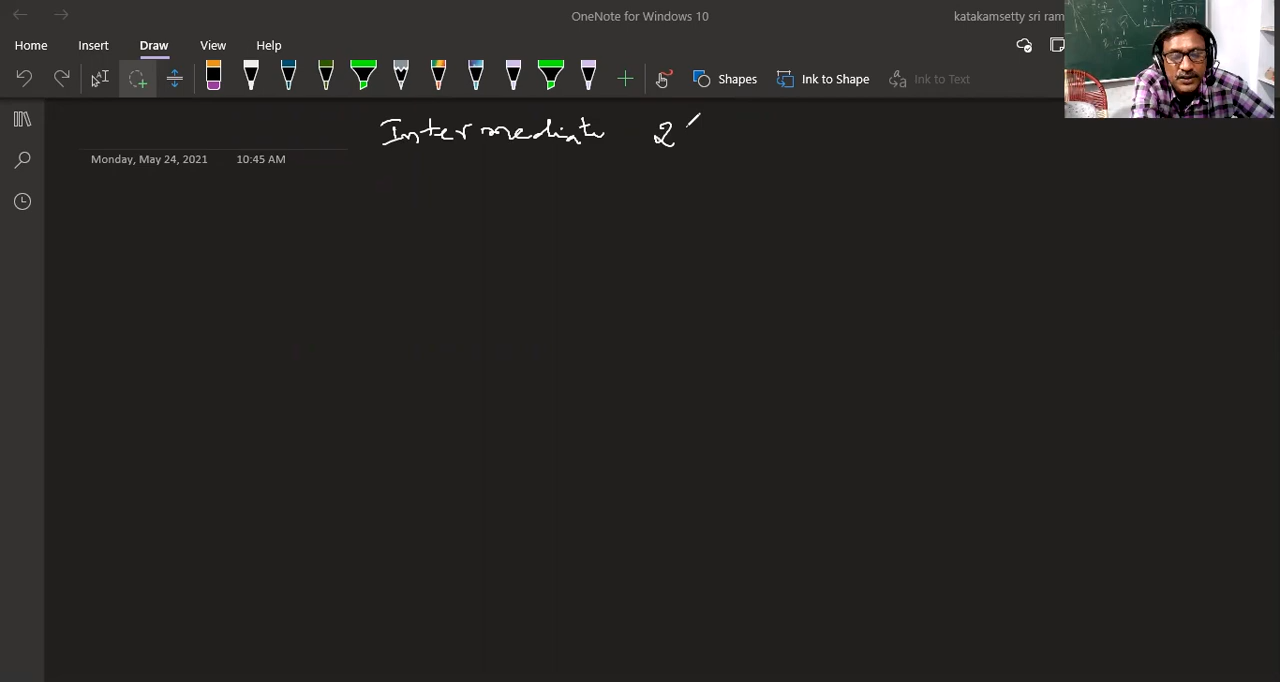 OneNote for Windows 10
katakamsetty sri ram
Home Insert Draw View Help
Shapes Ink to Shape Ink to Text
Intermediate 2
Monday, May 24, 2021 10:45 AM